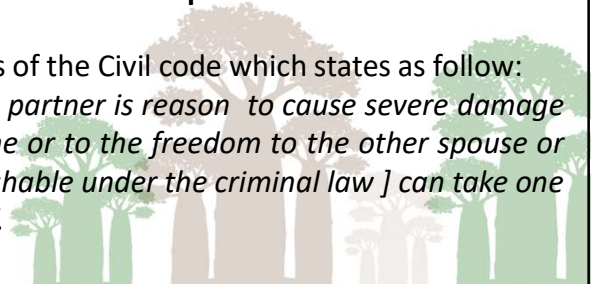 s of the Civil code which states as follow:
partner is reason to cause severe damage
e or to the freedom to the other spouse or
hable under the criminal law ] can take one